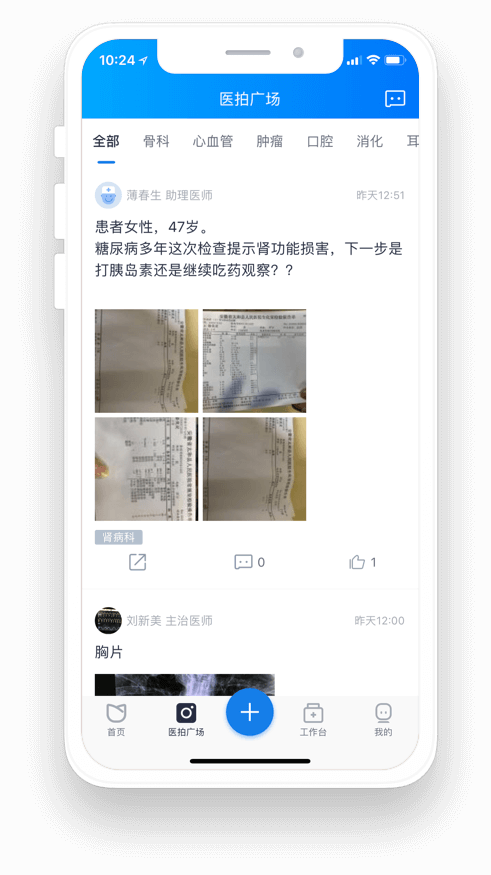 10:24
医拍广场
全部 骨科 心血管 肿瘤 口腔 消化 耳
薄春生 助理医师 昨天12:51
患者女性，47岁。
糖尿病多年这次检查提示肾功能损害，下一步是
打胰岛素还是继续吃药观察？？
肾病科
0 1
刘新美 主治医师 昨天12:00
胸片
首页 医拍广场 工作台 我的